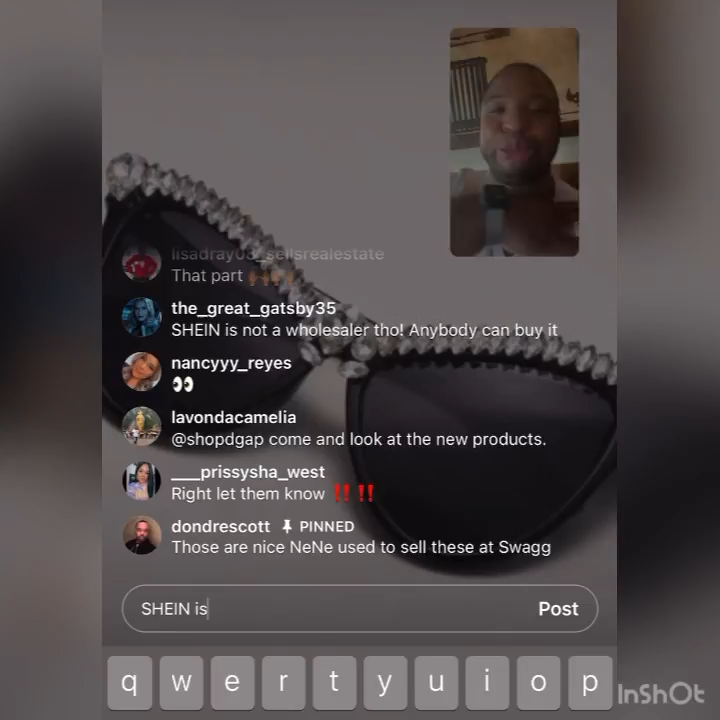 lisadray08_sellsrealestate
That part 🙌🏾🙌🏾🙌🏾
the_great_gatsby35
SHEIN is not a wholesaler tho! Anybody can buy it
nancyyy_reyes
👀
lavondacamelia
@shopdgap come and look at the new products.
___prissysha_west
Right let them know ‼️ ‼️
dondrescott PINNED
Those are nice NeNe used to sell these at Swagg
SHEIN is
Post
q w e r t y u i o p
InShOt